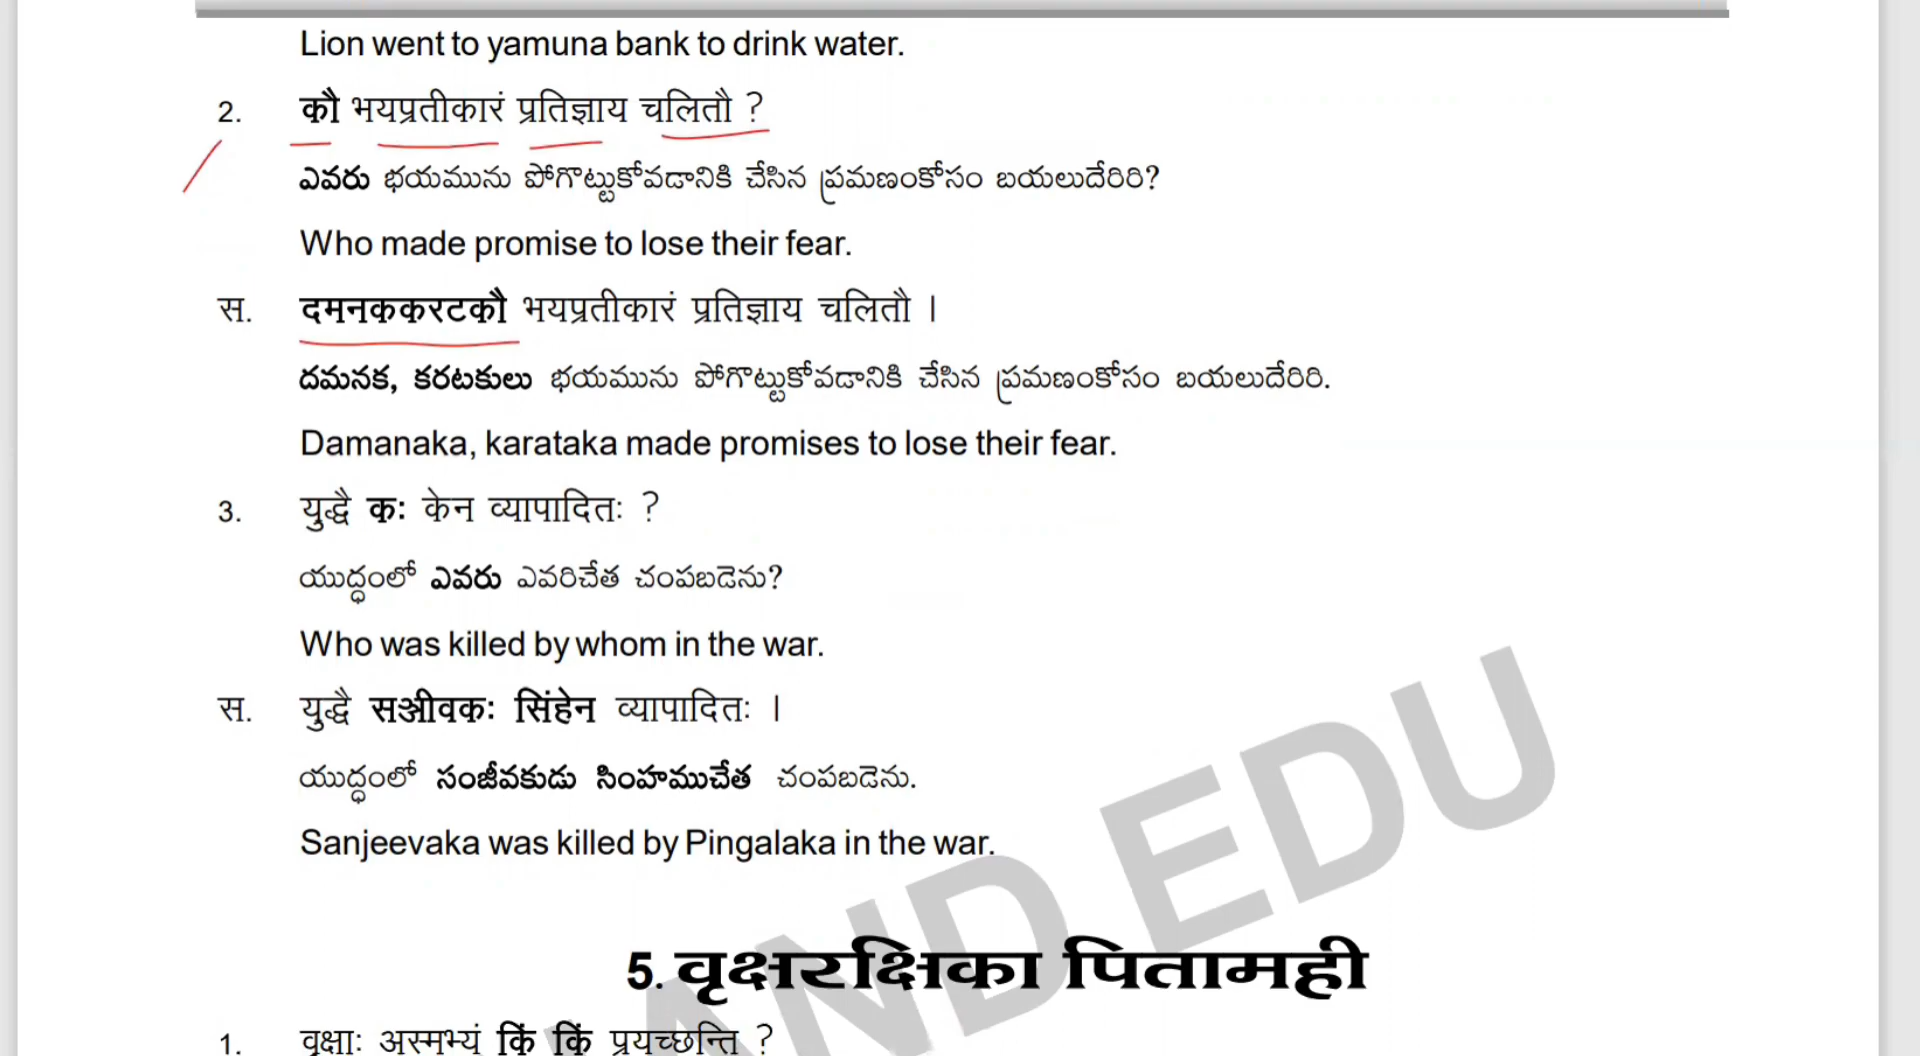 Lion went to yamuna bank to drink water.
2. कौ भयप्रतीकारं प्रतिज्ञाय चलितौ ?
ఎవరు భయమును పోగొట్టుకోవడానికి చేసిన ప్రమణంకోసం బయలుదేరిరి?
Who made promise to lose their fear.
स. दमनककरटकौ भयप्रतीकारं प्रतिज्ञाय चलितौ ।
దమనక, కరటకులు భయమును పోగొట్టుకోవడానికి చేసిన ప్రమణంకోసం బయలుదేరిరి.
Damanaka, karataka made promises to lose their fear.
3. युद्धै कः केन व्यापादितः ?
యుద్ధంలో ఎవరు ఎవరిచేత చంపబడెను?
Who was killed by whom in the war.
स. युद्धै सञ्जीवकः सिंहेन व्यापादितः ।
యుద్ధంలో సంజీవకుడు సింహముచేత చంపబడెను.
Sanjeevaka was killed by Pingalaka in the war.
5. वृक्षरक्षिका पितामही
1. वृक्षाः अस्मभ्यं किं किं प्रयच्छन्ति ?
AND EDU